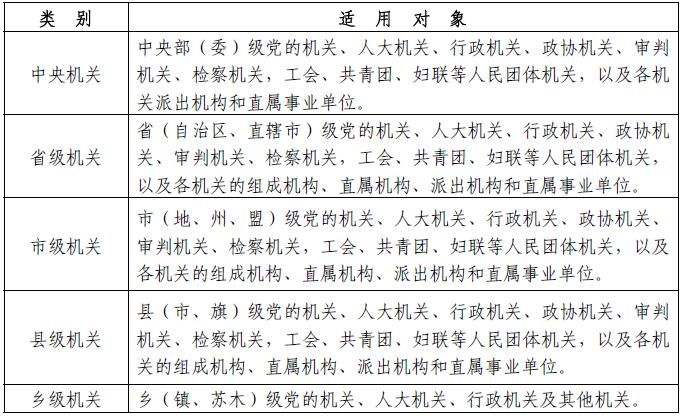 类 别 适 用 对 象
中央机关
中央部（委）级党的机关、人大机关、行政机关、政协机关、审判
机关、检察机关，工会、共青团、妇联等人民团体机关，以及各机
关派出机构和直属事业单位。
省级机关
省（自治区、直辖市）级党的机关、人大机关、行政机关、政协机
关、审判机关、检察机关，工会、共青团、妇联等人民团体机关，
以及各机关的组成机构、直属机构、派出机构和直属事业单位。
市级机关
市（地、州、盟）级党的机关、人大机关、行政机关、政协机关、
审判机关、检察机关，工会、共青团、妇联等人民团体机关，以及
各机关的组成机构、直属机构、派出机构和直属事业单位。
县级机关
县（市、旗）级党的机关、人大机关、行政机关、政协机关、审判
机关、检察机关，工会、共青团、妇联等人民团体机关，以及各机
关的组成机构、直属机构、派出机构和直属事业单位。
乡级机关
乡（镇、苏木）级党的机关、人大机关、行政机关及其他机关。